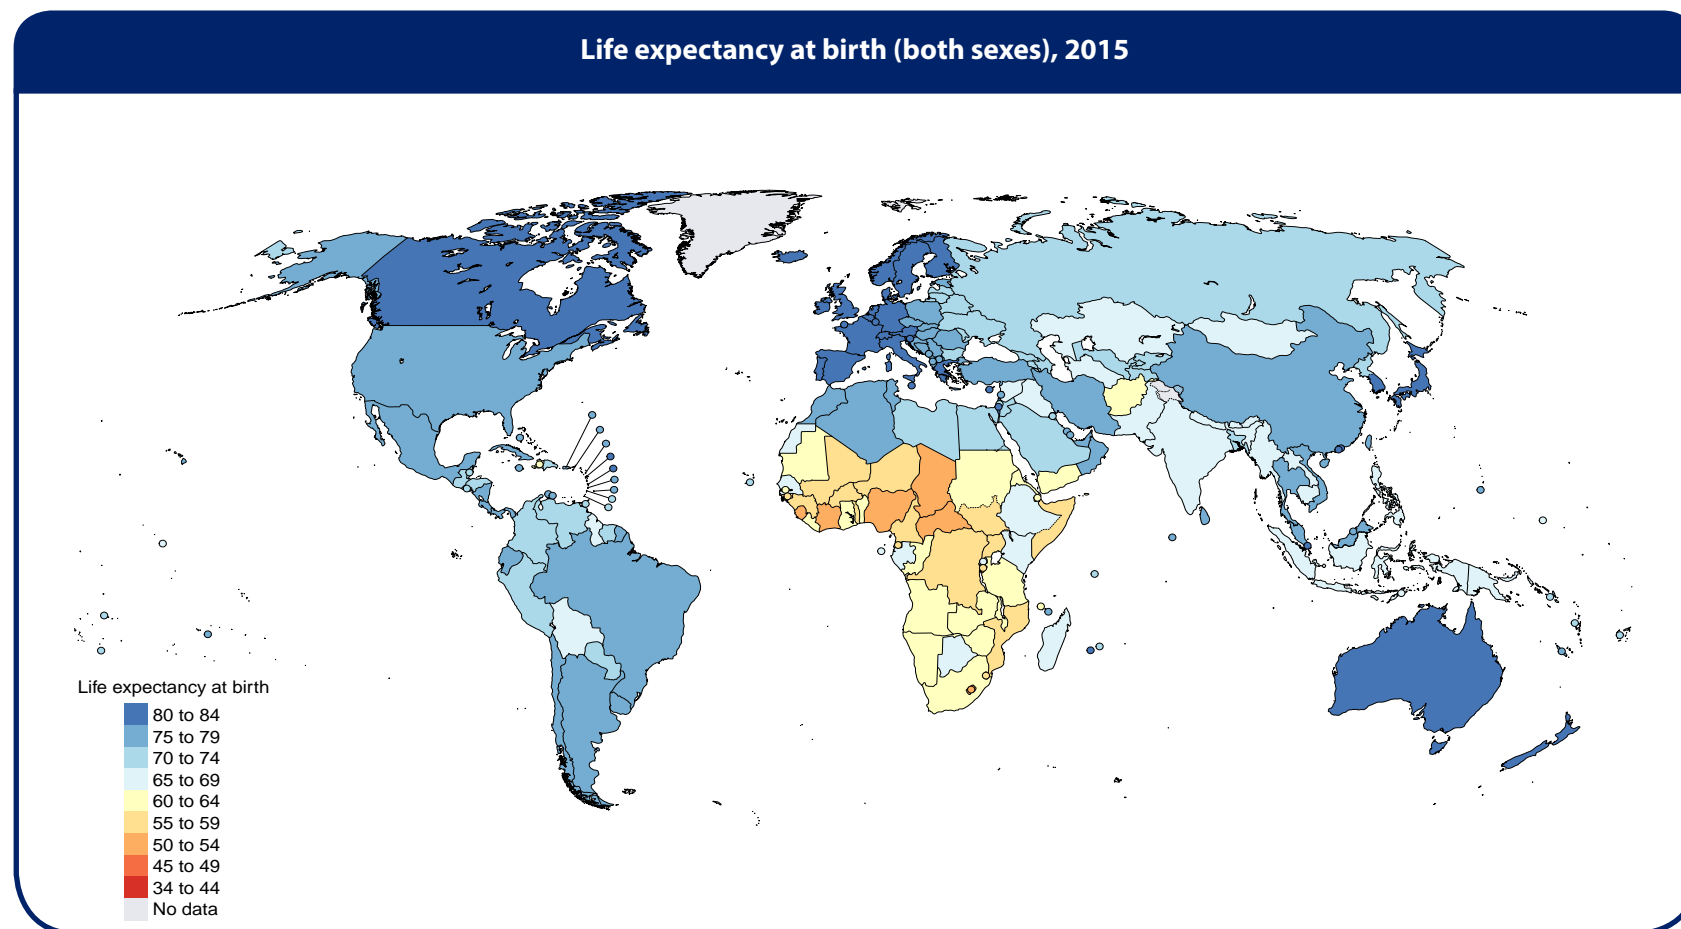 Life expectancy at birth (both sexes), 2015
Life expectancy at birth
80 to 84
75 to 79
70 to 74
65 to 69
60 to 64
55 to 59
50 to 54
45 to 49
34 to 44
No data